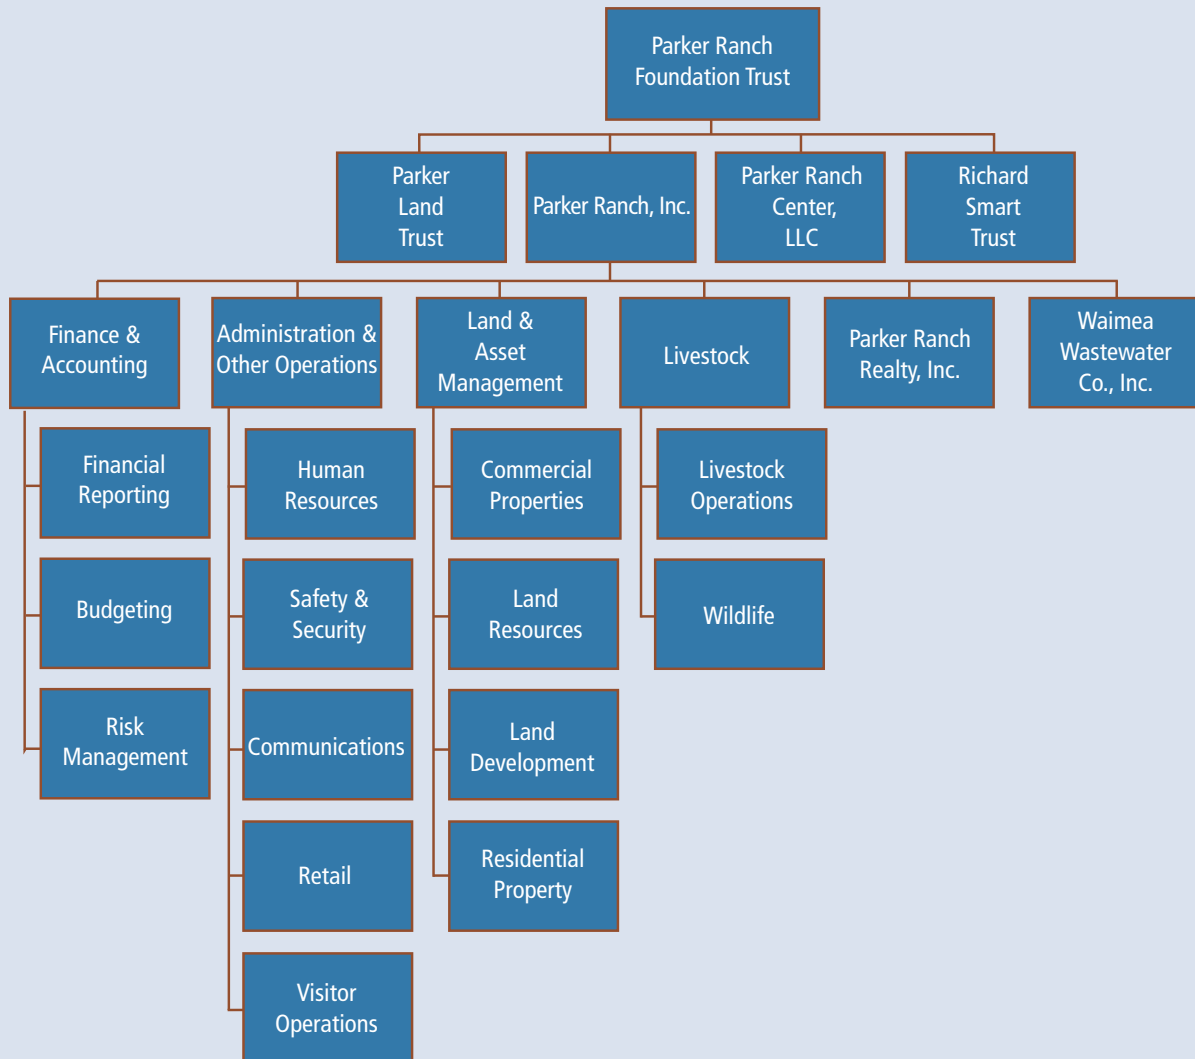 Parker Ranch
Foundation Trust
Parker
Land
Trust
Parker Ranch, Inc.
Parker Ranch
Center,
LLC
Richard
Smart
Trust
Finance &
Accounting
Administration &
Other Operations
Land &
Asset
Management
Livestock
Parker Ranch
Realty, Inc.
Waimea
Wastewater
Co., Inc.
Financial
Reporting
Budgeting
Risk
Management
Human
Resources
Safety &
Security
Communications
Retail
Visitor
Operations
Commercial
Properties
Land
Resources
Land
Development
Residential
Property
Livestock
Operations
Wildlife